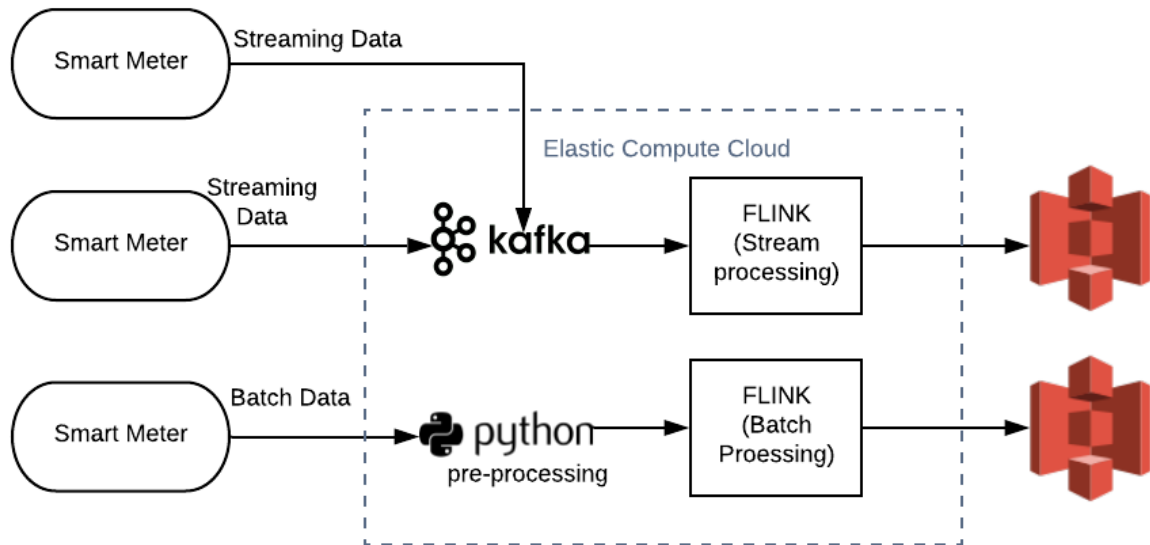 Smart Meter
Streaming Data
Elastic Compute Cloud
Smart Meter
Streaming
Data
kafka
FLINK
(Stream
processing)
Smart Meter
Batch Data
python
pre-processing
FLINK
(Batch
Proessing)